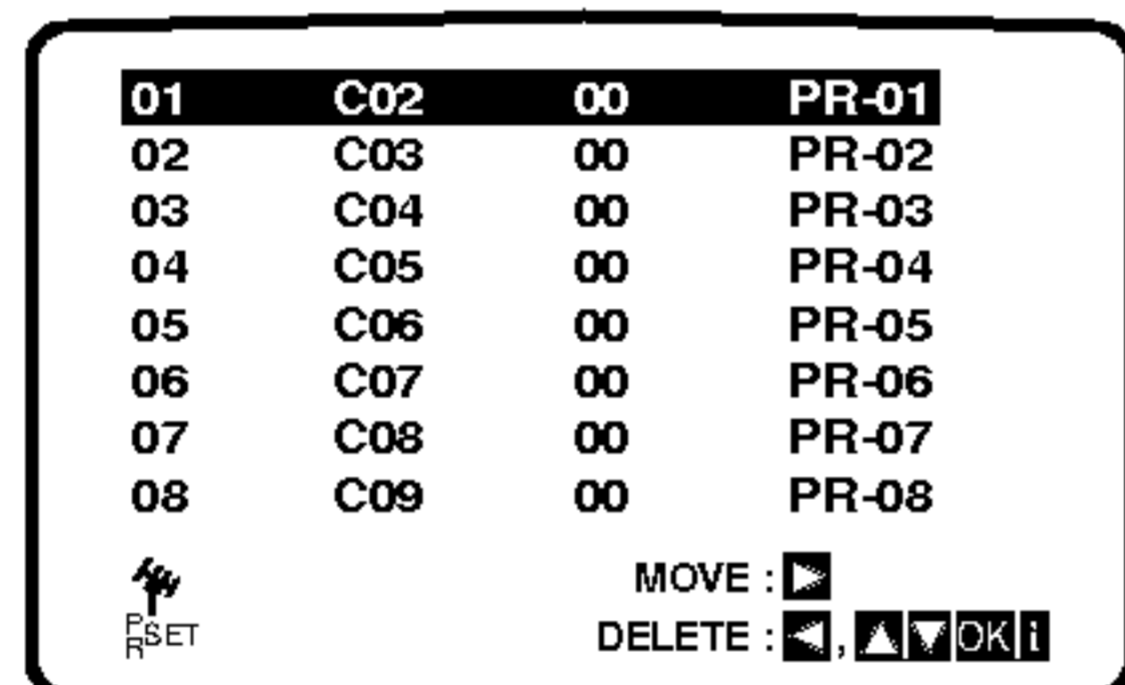 01 C02 00 PR-01
02 C03 00 PR-02
03 C04 00 PR-03
04 C05 00 PR-04
05 C06 00 PR-05
06 C07 00 PR-06
07 C08 00 PR-07
08 C09 00 PR-08
MOVE : ▶
PR SET DELETE : ◀, ▲ ▼ OK i